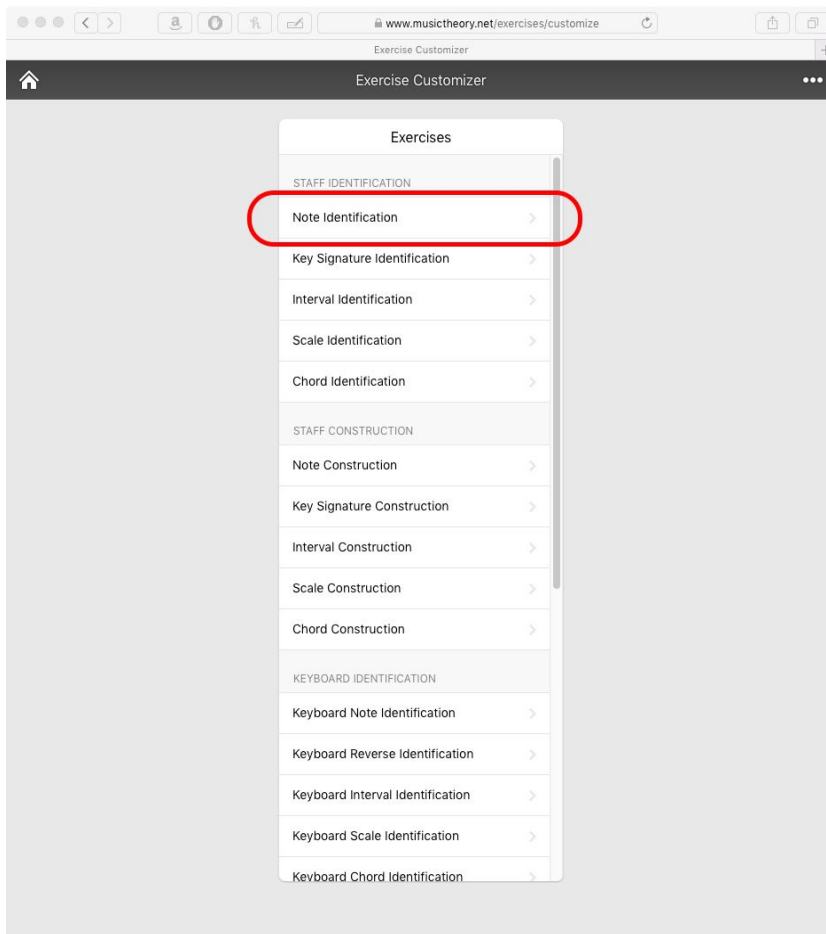 www.musictheory.net/exercises/customize
Exercise Customizer
Exercise Customizer
Exercises
STAFF IDENTIFICATION
Note Identification
Key Signature Identification
Interval Identification
Scale Identification
Chord Identification
STAFF CONSTRUCTION
Note Construction
Key Signature Construction
Interval Construction
Scale Construction
Chord Construction
KEYBOARD IDENTIFICATION
Keyboard Note Identification
Keyboard Reverse Identification
Keyboard Interval Identification
Keyboard Scale Identification
Keyboard Chord Identification